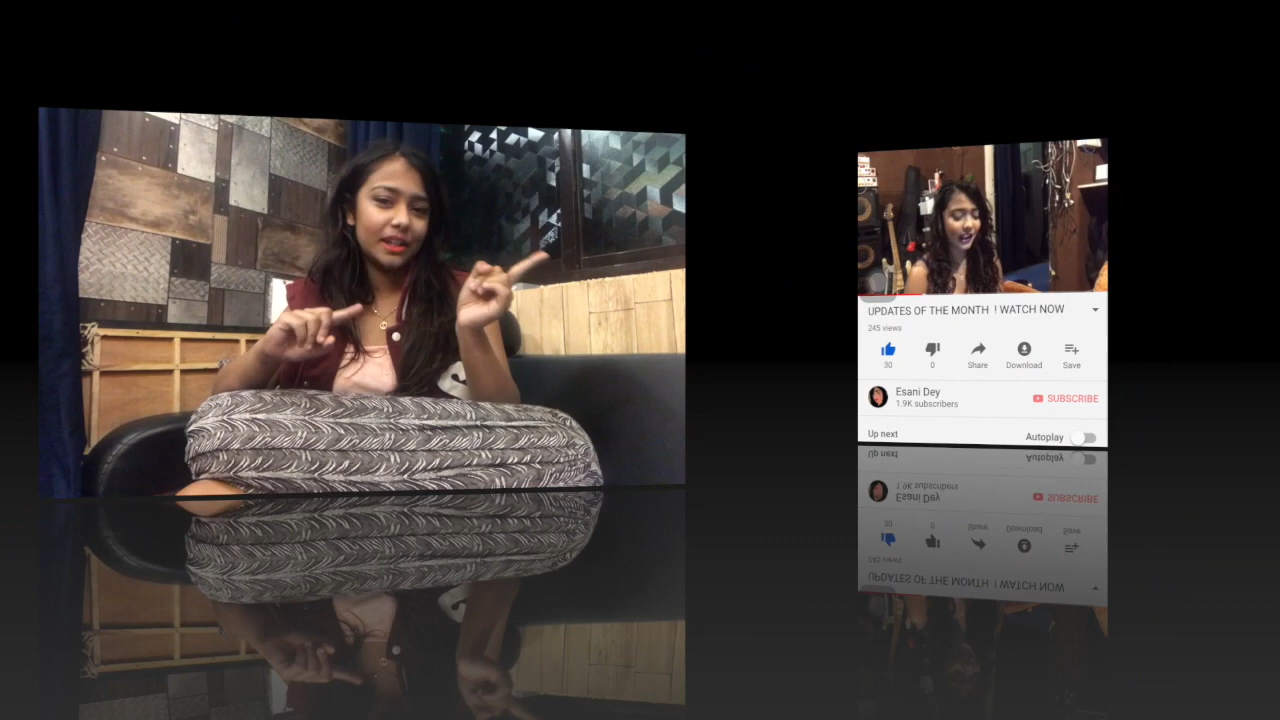 UPDATES OF THE MONTH ! WATCH NOW
245 views
30
0
Share
Download
Save
Esani Dey
1.9K subscribers
SUBSCRIBE
Up next
Autoplay